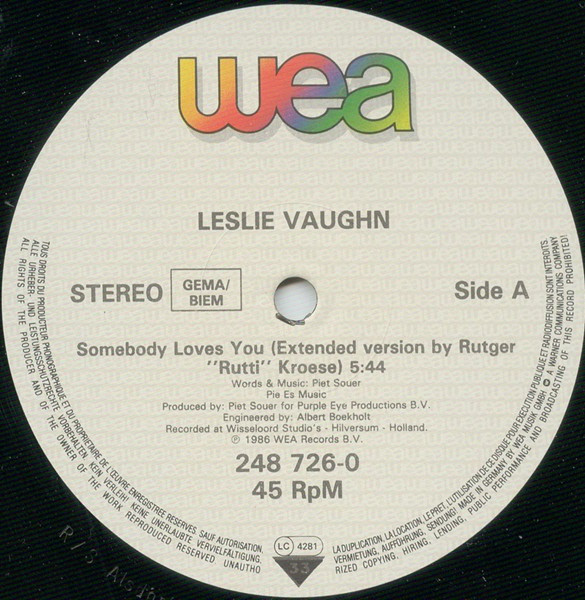 wea
LESLIE VAUGHN
STEREO
GEMA/
BIEM
Side A
Somebody Loves You (Extended version by Rutger
"Rutti" Kroese) 5:44
Words & Music: Piet Souer
Pie Es Music
Produced by: Piet Souer for Purple Eye Productions B.V.
Engineered by: Albert Boekholt
Recorded at Wisseloord Studio's - Hilversum - Holland.
℗ 1986 WEA Records B.V.
248 726-0
45 RpM
LC 4281
33
TOUS DROITS DU PRODUCTEUR PHONOGRAPHIQUE ET DU PROPRIETAIRE DE L'ŒUVRE ENREGISTREE RESERVES. SAUF AUTORISATION,
LA DUPLICATION, LA LOCATION, LE PRET, L'UTILISATION DE CE DISQUE POUR EXECUTION PUBLIQUE ET RADIODIFFUSION SONT INTERDITS.
ALLE URHEBER- UND LEISTUNGSSCHUTZRECHTE VORBEHALTEN. KEIN VERLEIH! KEINE UNERLAUBTE VERVIELFÄLTIGUNG,
VERMIETUNG, AUFFÜHRUNG, SENDUNG! MADE IN GERMANY BY WEA MUSIK GMBH · A WARNER COMMUNICATIONS COMPANY
ALL RIGHTS OF THE PRODUCER AND OF THE OWNER OF THE WORK REPRODUCED RESERVED UNAUTHO
RIZED COPYING, HIRING, LENDING, PUBLIC PERFORMANCE AND BROADCASTING OF THIS RECORD PROHIBITED!